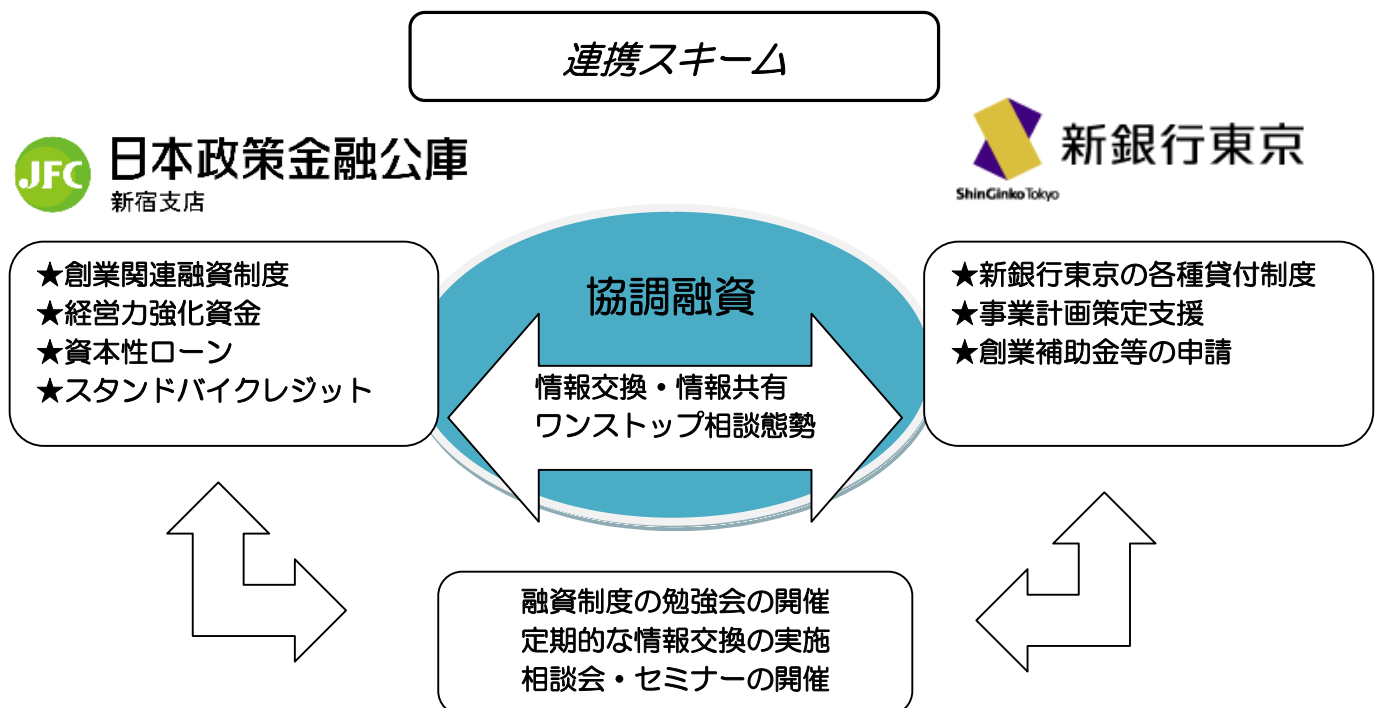 連携スキーム
JFC
日本政策金融公庫
新宿支店
新銀行東京
ShinGinko Tokyo
★創業関連融資制度
★経営力強化資金
★資本性ローン
★スタンドバイクレジット
協調融資
情報交換・情報共有
ワンストップ相談態勢
★新銀行東京の各種貸付制度
★事業計画策定支援
★創業補助金等の申請
融資制度の勉強会の開催
定期的な情報交換の実施
相談会・セミナーの開催